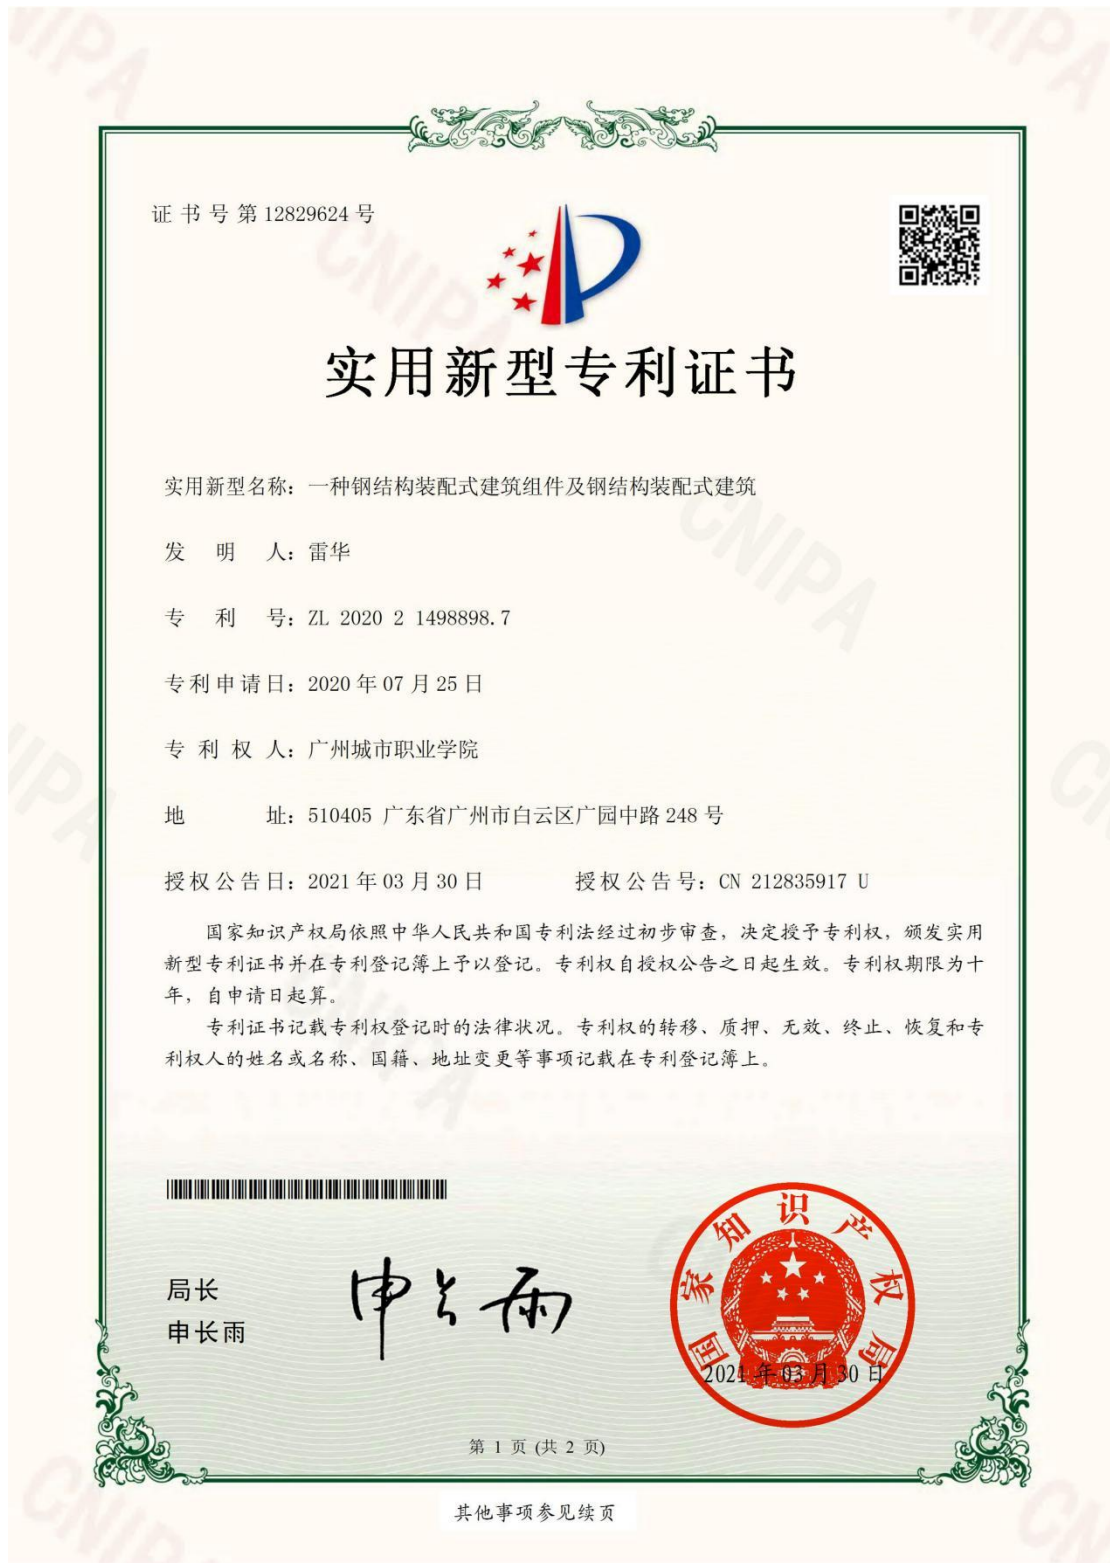 证书号第12829624号
实用新型专利证书
实用新型名称：一种钢结构装配式建筑组件及钢结构装配式建筑
发明人：雷华
专利号：ZL 2020 2 1498898.7
专利申请日：2020年07月25日
专利权人：广州城市职业学院
地址：510405 广东省广州市白云区广园中路248号
授权公告日：2021年03月30日 授权公告号：CN 212835917 U
国家知识产权局依照中华人民共和国专利法经过初步审查，决定授予专利权，颁发实用
新型专利证书并在专利登记簿上予以登记。专利权自授权公告之日起生效。专利权期限为十
年，自申请日起算。
专利证书记载专利权登记时的法律状况。专利权的转移、质押、无效、终止、恢复和专
利权人的姓名或名称、国籍、地址变更等事项记载在专利登记簿上。
局长
申长雨
申长雨
国家知识产权局
2021年03月30日
第 1 页 (共 2 页)
其他事项参见续页
CNIPA
CNIPA
CNIPA
CNIPA
CNIPA
CNIPA